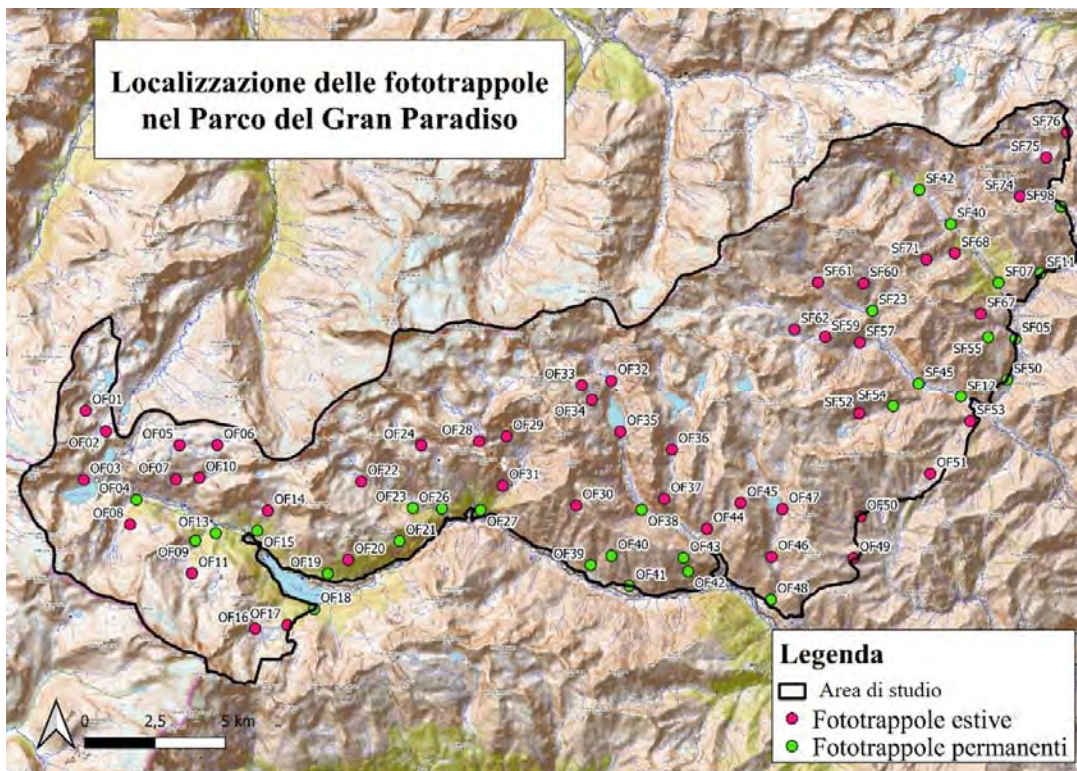 Localizzazione delle fototrappole
nel Parco del Gran Paradiso
SF76
SF75
SF74
SF98
SF42
SF40
SF68
SF71
SF07
SF11
SF61
SF60
SF23
SF67
SF62
SF59
SF57
SF55
SF05
SF50
SF45
SF12
SF54
SF52
SF53
OF33
OF32
OF34
OF35
OF01
OF02
OF05
OF06
OF24
OF28
OF29
OF36
OF03
OF07
OF10
OF22
OF31
OF51
OF04
OF08
OF14
OF23
OF26
OF27
OF30
OF37
OF38
OF45
OF47
OF44
OF50
OF13
OF09
OF11
OF15
OF19
OF20
OF21
OF39
OF40
OF43
OF41
OF42
OF46
OF49
OF48
OF18
OF16
OF17
Legenda
Area di studio
Fototrappole estive
Fototrappole permanenti
0 2,5 5 km